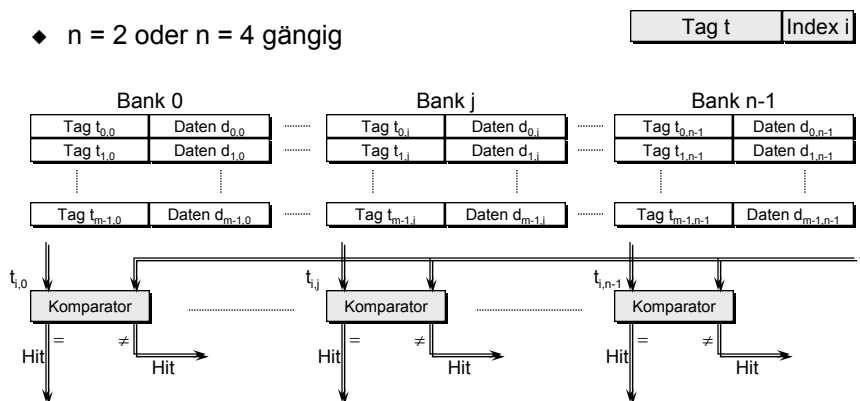 ◆ n = 2 oder n = 4 gängig
Tag t Index i
Bank 0 Bank j Bank n-1
Tag t0,0 Daten d0,0 Tag t0,j Daten d0,j Tag t0,n-1 Daten d0,n-1
Tag t1,0 Daten d1,0 Tag t1,j Daten d1,j Tag t1,n-1 Daten d1,n-1
Tag tm-1,0 Daten dm-1,0 Tag tm-1,j Daten dm-1,j Tag tm-1,n-1 Daten dm-1,n-1
ti,0 ti,j ti,n-1
Komparator Komparator Komparator
= ≠ = ≠ = ≠
Hit Hit Hit Hit Hit Hit